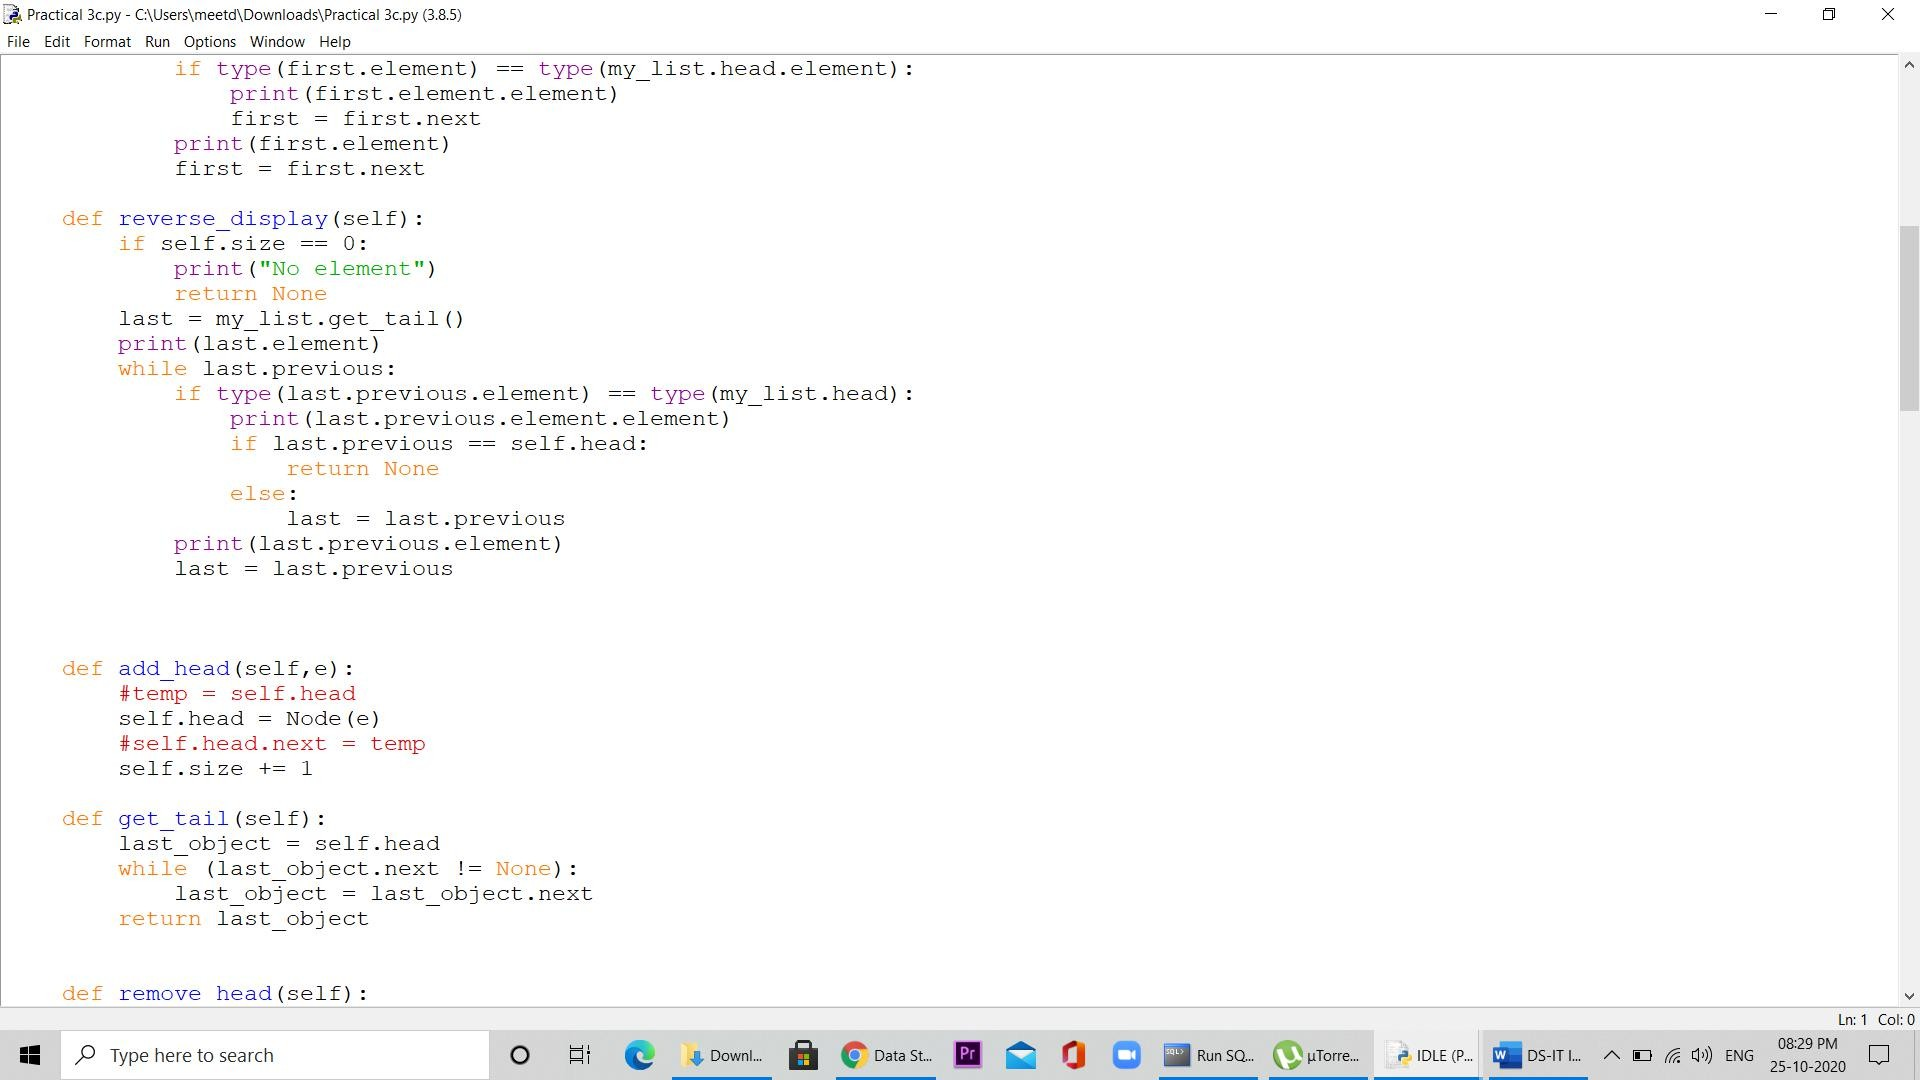 Practical 3c.py - C:\Users\meetd\Downloads\Practical 3c.py (3.8.5)
File Edit Format Run Options Window Help
            if type(first.element) == type(my_list.head.element):
                print(first.element.element)
                first = first.next
            print(first.element)
            first = first.next

    def reverse_display(self):
        if self.size == 0:
            print("No element")
            return None
        last = my_list.get_tail()
        print(last.element)
        while last.previous:
            if type(last.previous.element) == type(my_list.head):
                print(last.previous.element.element)
                if last.previous == self.head:
                    return None
                else:
                    last = last.previous
            print(last.previous.element)
            last = last.previous

    def add_head(self,e):
        #temp = self.head
        self.head = Node(e)
        #self.head.next = temp
        self.size += 1

    def get_tail(self):
        last_object = self.head
        while (last_object.next != None):
            last_object = last_object.next
        return last_object

    def remove_head(self):
Ln: 1 Col: 0
Type here to search
Downl...
Data St...
Pr
SQL>
Run SQ...
µTorre...
IDLE (P...
W
DS-IT I...
ENG
08:29 PM
25-10-2020